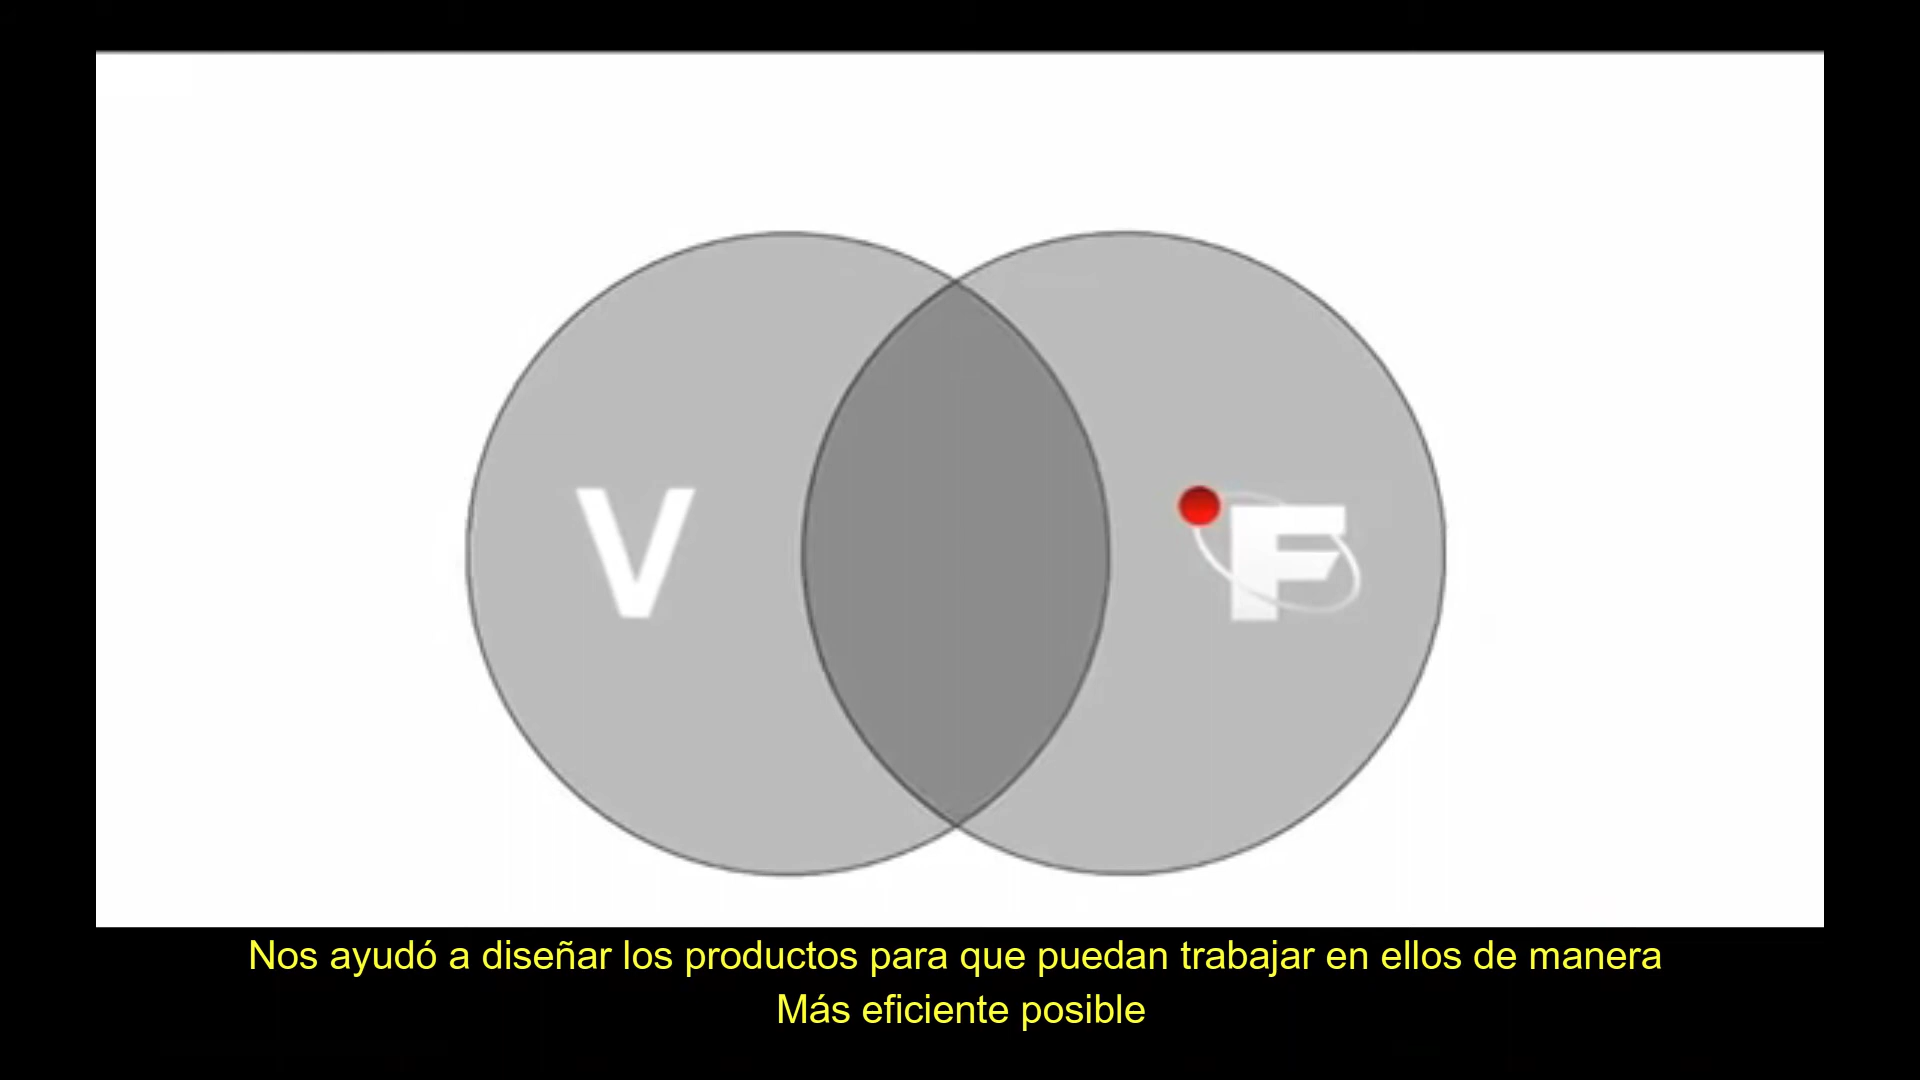 V
F
Nos ayudó a diseñar los productos para que puedan trabajar en ellos de manera
Más eficiente posible